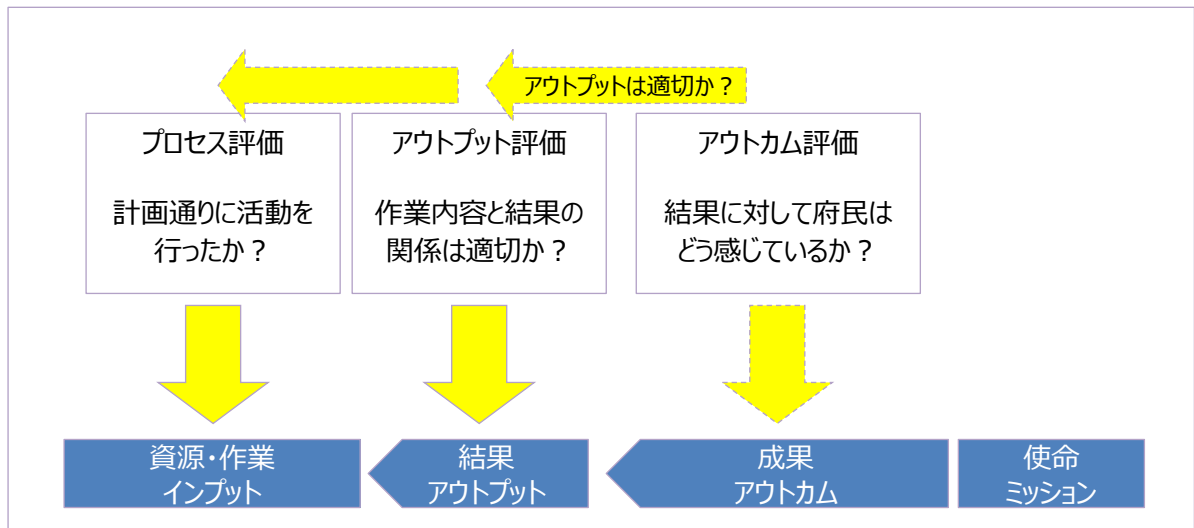 アウトプットは適切か？
プロセス評価
計画通りに活動を
行ったか？
アウトプット評価
作業内容と結果の
関係は適切か？
アウトカム評価
結果に対して府民は
どう感じているか？
資源・作業
インプット
結果
アウトプット
成果
アウトカム
使命
ミッション